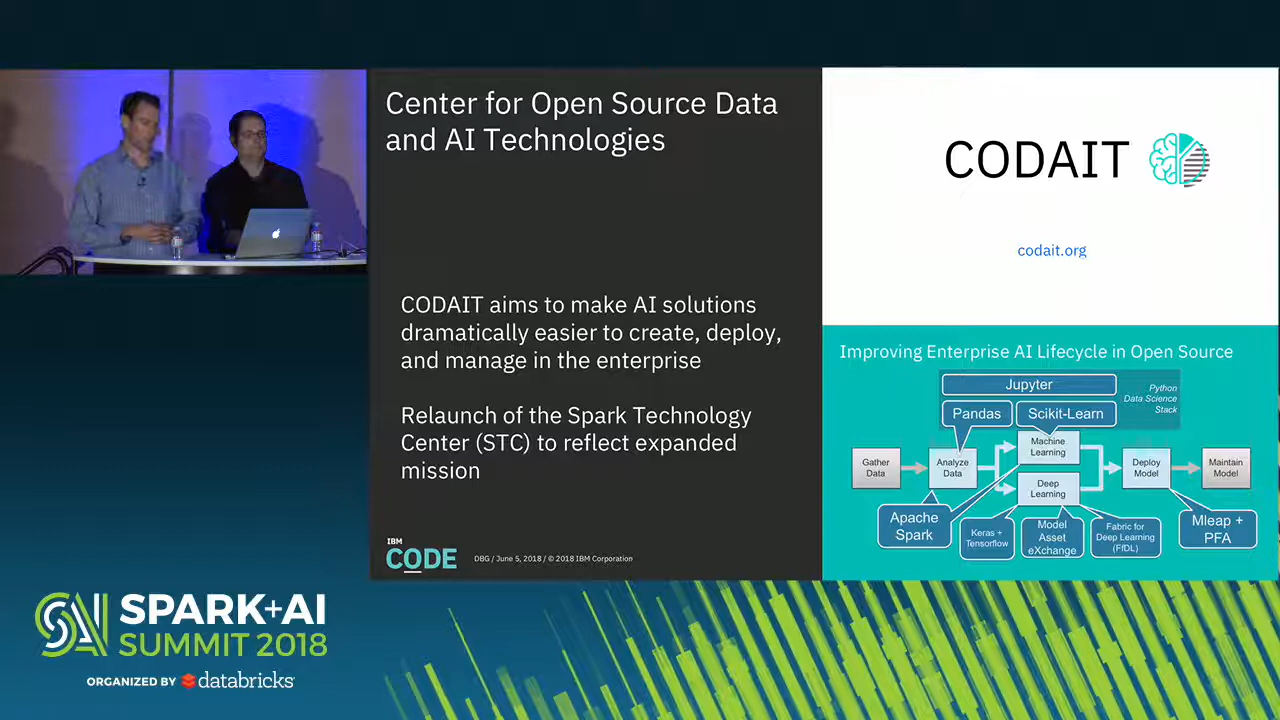 Center for Open Source Data
and AI Technologies
CODAIT aims to make AI solutions
dramatically easier to create, deploy,
and manage in the enterprise
Relaunch of the Spark Technology
Center (STC) to reflect expanded
mission
IBM
CODE
DBG / June 5, 2018 / © 2018 IBM Corporation
CODAIT
codait.org
Improving Enterprise AI Lifecycle in Open Source
Jupyter
Python
Data Science
Stack
Pandas
Scikit-Learn
Gather
Data
Analyze
Data
Machine
Learning
Deep
Learning
Deploy
Model
Maintain
Model
Apache
Spark
Keras +
Tensorflow
Model
Asset
eXchange
Fabric for
Deep Learning
(FfDL)
Mleap +
PFA
SPARK+AI
SUMMIT 2018
ORGANIZED BY databricks